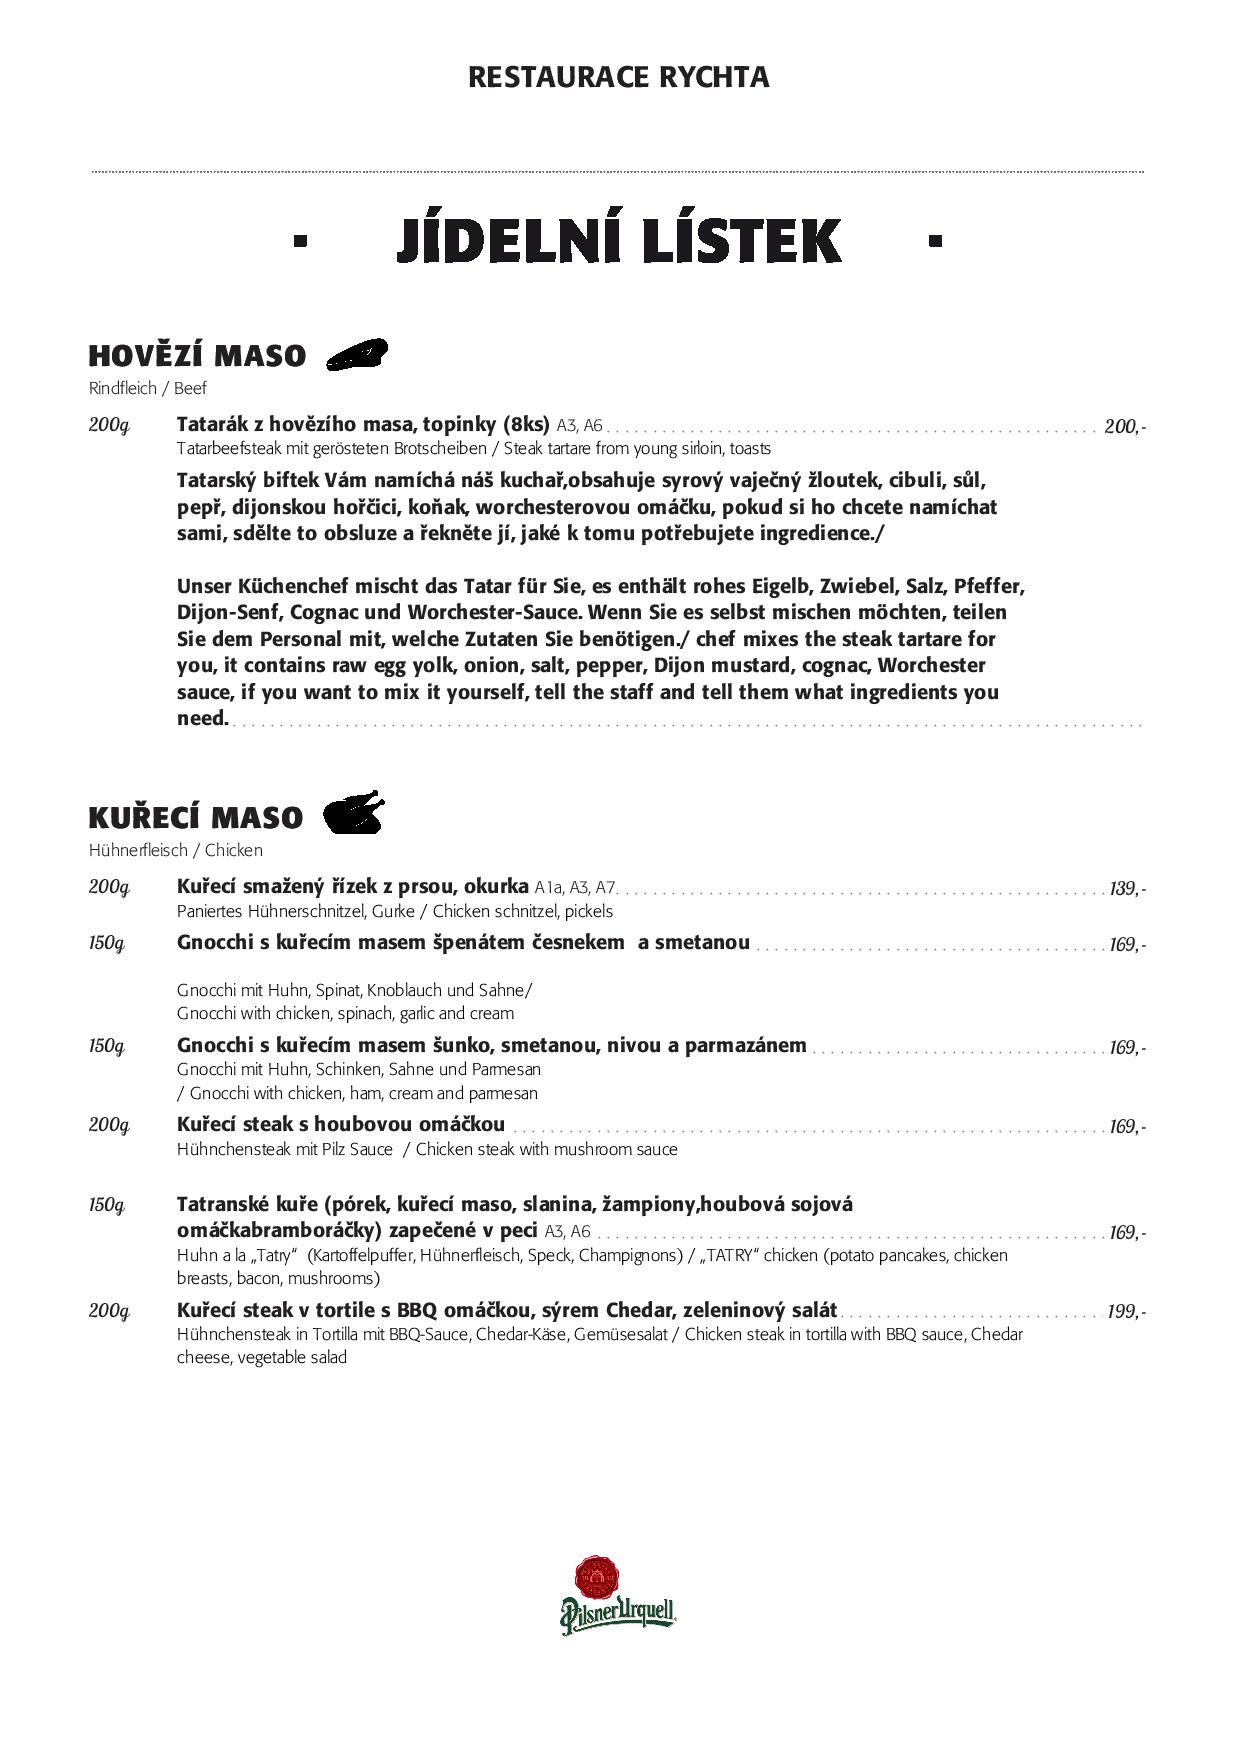 RESTAURACE RYCHTA
JÍDELNÍ LÍSTEK
HOVĚZÍ MASO
Rindfleich / Beef
200g Tatarák z hovězího masa, topinky (8ks) A3, A6 200,-
Tatarbeefsteak mit gerösteten Brotscheiben / Steak tartare from young sirloin, toasts
Tatarský biftek Vám namíchá náš kuchař,obsahuje syrový vaječný žloutek, cibuli, sůl,
pepř, dijonskou hořčici, koňak, worchesterovou omáčku, pokud si ho chcete namíchat
sami, sdělte to obsluze a řekněte jí, jaké k tomu potřebujete ingredience./
Unser Küchenchef mischt das Tatar für Sie, es enthält rohes Eigelb, Zwiebel, Salz, Pfeffer,
Dijon-Senf, Cognac und Worchester-Sauce. Wenn Sie es selbst mischen möchten, teilen
Sie dem Personal mit, welche Zutaten Sie benötigen./ chef mixes the steak tartare for
you, it contains raw egg yolk, onion, salt, pepper, Dijon mustard, cognac, Worchester
sauce, if you want to mix it yourself, tell the staff and tell them what ingredients you
need.
KUŘECÍ MASO
Hühnerfleisch / Chicken
200g Kuřecí smažený řízek z prsou, okurka A1a, A3, A7 139,-
Paniertes Hühnerschnitzel, Gurke / Chicken schnitzel, pickels
150g Gnocchi s kuřecím masem špenátem česnekem a smetanou 169,-
Gnocchi mit Huhn, Spinat, Knoblauch und Sahne/
Gnocchi with chicken, spinach, garlic and cream
150g Gnocchi s kuřecím masem šunko, smetanou, nivou a parmazánem 169,-
Gnocchi mit Huhn, Schinken, Sahne und Parmesan
/ Gnocchi with chicken, ham, cream and parmesan
200g Kuřecí steak s houbovou omáčkou 169,-
Hühnchensteak mit Pilz Sauce / Chicken steak with mushroom sauce
150g Tatranské kuře (pórek, kuřecí maso, slanina, žampiony,houbová sojová
omáčkabramboráčky) zapečené v peci A3, A6 169,-
Huhn a la „Tatry“ (Kartoffelpuffer, Hühnerfleisch, Speck, Champignons) / „TATRY“ chicken (potato pancakes, chicken
breasts, bacon, mushrooms)
200g Kuřecí steak v tortile s BBQ omáčkou, sýrem Chedar, zeleninový salát 199,-
Hühnchensteak in Tortilla mit BBQ-Sauce, Chedar-Käse, Gemüsesalat / Chicken steak in tortilla with BBQ sauce, Chedar
cheese, vegetable salad
Pilsner Urquell